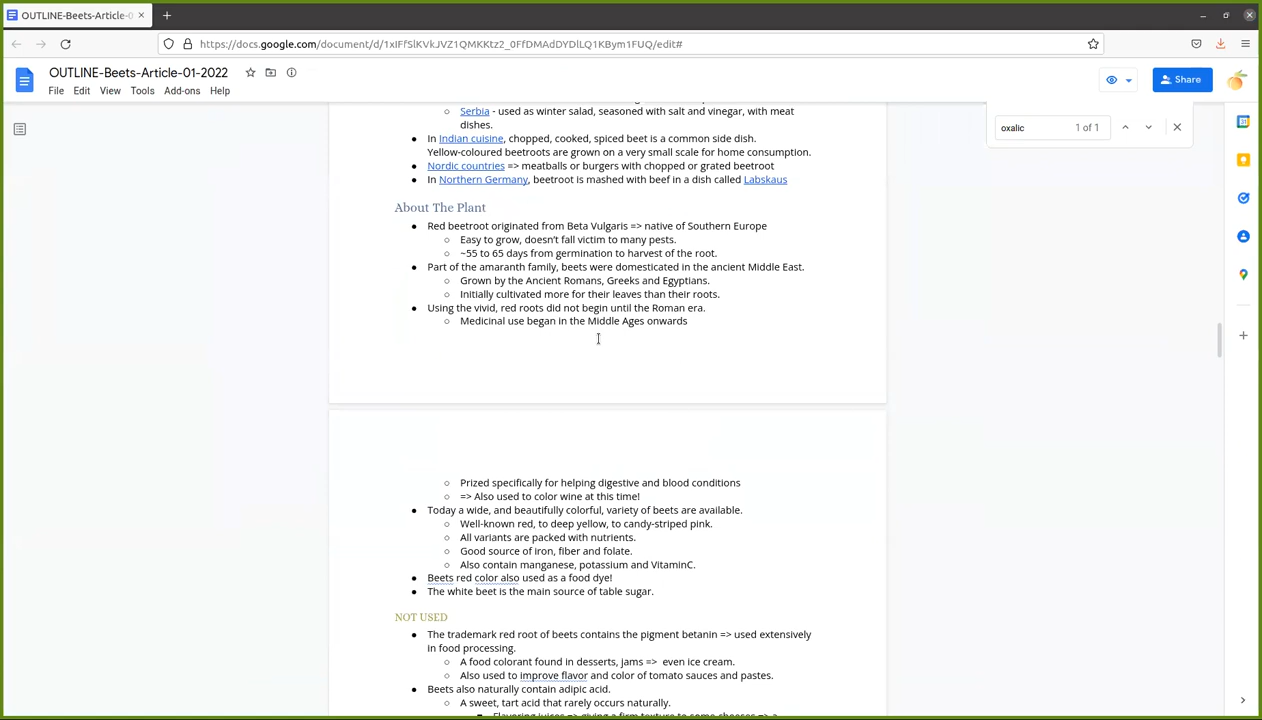 OUTLINE-Beets-Article-0
https://docs.google.com/document/d/1xIFfSlKVkJVZ1QMKKtz2_0FfDMAdDYDlLQ1KBym1FUQ/edit#
OUTLINE-Beets-Article-01-2022
File Edit View Tools Add-ons Help
Share
oxalic 1 of 1
○ Serbia - used as winter salad, seasoned with salt and vinegar, with meat
dishes.
● In Indian cuisine, chopped, cooked, spiced beet is a common side dish.
Yellow-coloured beetroots are grown on a very small scale for home consumption.
● Nordic countries => meatballs or burgers with chopped or grated beetroot
● In Northern Germany, beetroot is mashed with beef in a dish called Labskaus
About The Plant
● Red beetroot originated from Beta Vulgaris => native of Southern Europe
○ Easy to grow, doesn't fall victim to many pests.
○ ~55 to 65 days from germination to harvest of the root.
● Part of the amaranth family, beets were domesticated in the ancient Middle East.
○ Grown by the Ancient Romans, Greeks and Egyptians.
○ Initially cultivated more for their leaves than their roots.
● Using the vivid, red roots did not begin until the Roman era.
○ Medicinal use began in the Middle Ages onwards
○ Prized specifically for helping digestive and blood conditions
○ => Also used to color wine at this time!
● Today a wide, and beautifully colorful, variety of beets are available.
○ Well-known red, to deep yellow, to candy-striped pink.
○ All variants are packed with nutrients.
○ Good source of iron, fiber and folate.
○ Also contain manganese, potassium and VitaminC.
● Beets red color also used as a food dye!
● The white beet is the main source of table sugar.
NOT USED
● The trademark red root of beets contains the pigment betanin => used extensively
in food processing.
○ A food colorant found in desserts, jams => even ice cream.
○ Also used to improve flavor and color of tomato sauces and pastes.
● Beets also naturally contain adipic acid.
○ A sweet, tart acid that rarely occurs naturally.
■ Flavoring juices => giving a firm texture to some cheeses => a